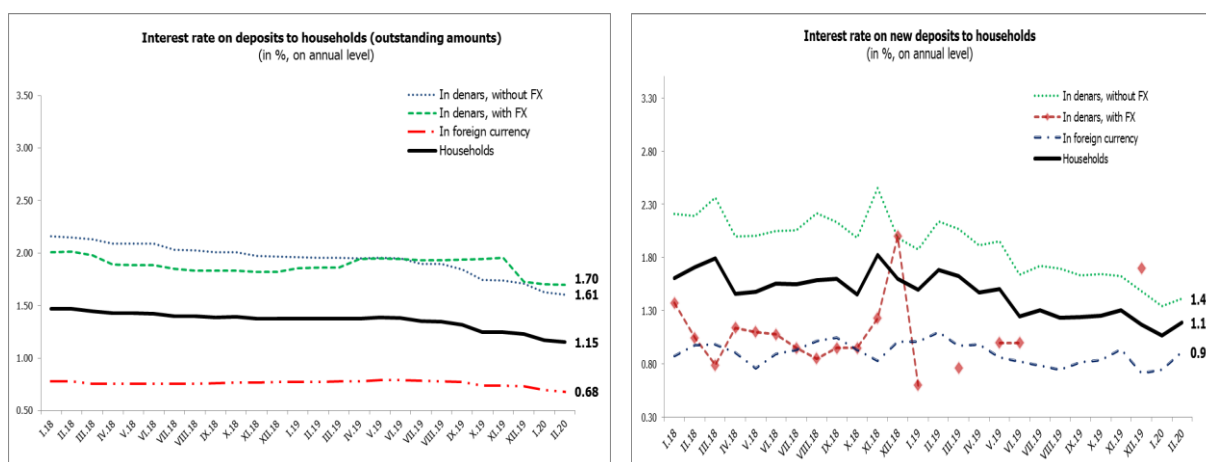 Interest rate on deposits to households (outstanding amounts)
(in %, on annual level)
3.50
3.00
2.50
2.00
1.50
1.00
0.50
In denars, without FX
In denars, with FX
In foreign currency
Households
1.70
1.61
1.15
0.68
I.18
II.18
III.18
IV.18
V.18
VI.18
VII.18
VIII.18
IX.18
X.18
XI.18
XII.18
I.19
II.19
III.19
IV.19
V.19
VI.19
VII.19
VIII.19
IX.19
X.19
XI.19
XII.19
I.20
II.20
Interest rate on new deposits to households
(in %, on annual level)
3.30
2.80
2.30
1.80
1.30
0.80
0.30
In denars, without FX
In denars, with FX
In foreign currency
Households
1.4
1.1
0.9
I.18
II.18
III.18
IV.18
V.18
VI.18
VII.18
VIII.18
IX.18
X.18
XI.18
XII.18
I.19
II.19
III.19
IV.19
V.19
VI.19
VII.19
VIII.19
IX.19
X.19
XI.19
XII.19
I.20
II.20